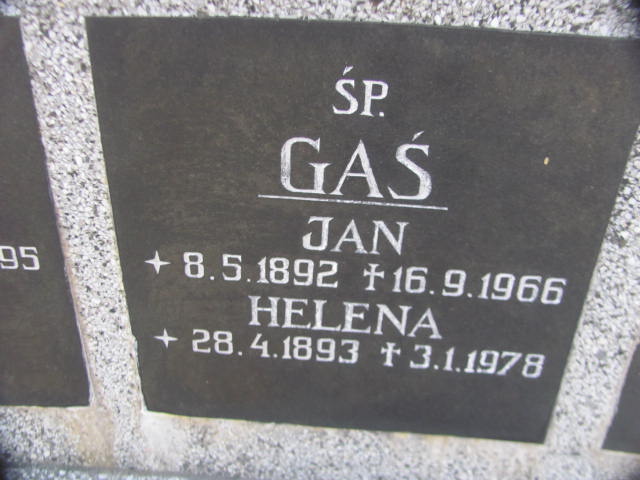 ŚP.
GAŚ
JAN
✦ 8.5.1892 ✝16.9.1966
HELENA
✦ 28.4.1893 ✝3.1.1978
95